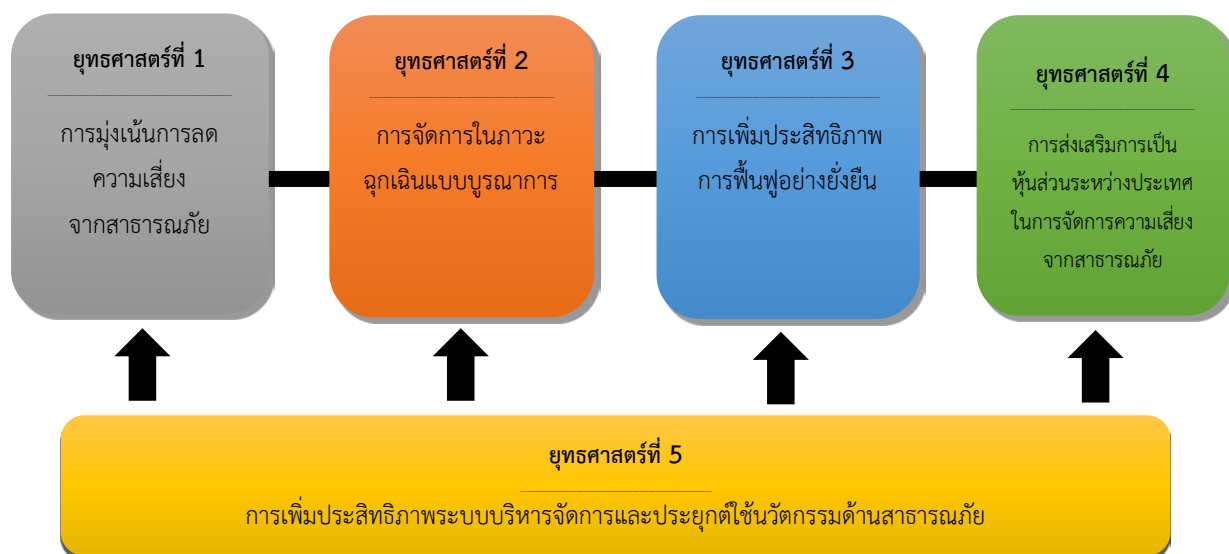 ยุทธศาสตร์ที่ 1
การมุ่งเน้นการลด
ความเสี่ยง
จากสาธารณภัย
ยุทธศาสตร์ที่ 2
การจัดการในภาวะ
ฉุกเฉินแบบบูรณาการ
ยุทธศาสตร์ที่ 3
การเพิ่มประสิทธิภาพ
การฟื้นฟูอย่างยั่งยืน
ยุทธศาสตร์ที่ 4
การส่งเสริมการเป็น
หุ้นส่วนระหว่างประเทศ
ในการจัดการความเสี่ยง
จากสาธารณภัย
ยุทธศาสตร์ที่ 5
การเพิ่มประสิทธิภาพระบบบริหารจัดการและประยุกต์ใช้นวัตกรรมด้านสาธารณภัย